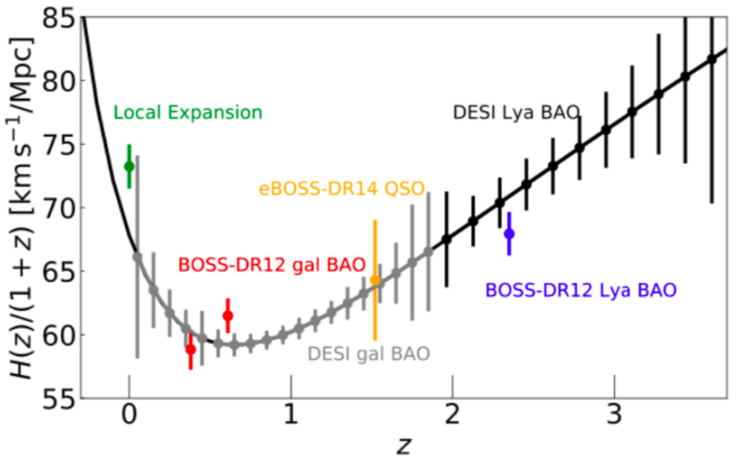 85
80
75
70
65
60
55
H(z)/(1 + z) [km s⁻¹/Mpc]
Local Expansion
DESI Lya BAO
eBOSS-DR14 QSO
BOSS-DR12 gal BAO
BOSS-DR12 Lya BAO
DESI gal BAO
0 1 2 3
z